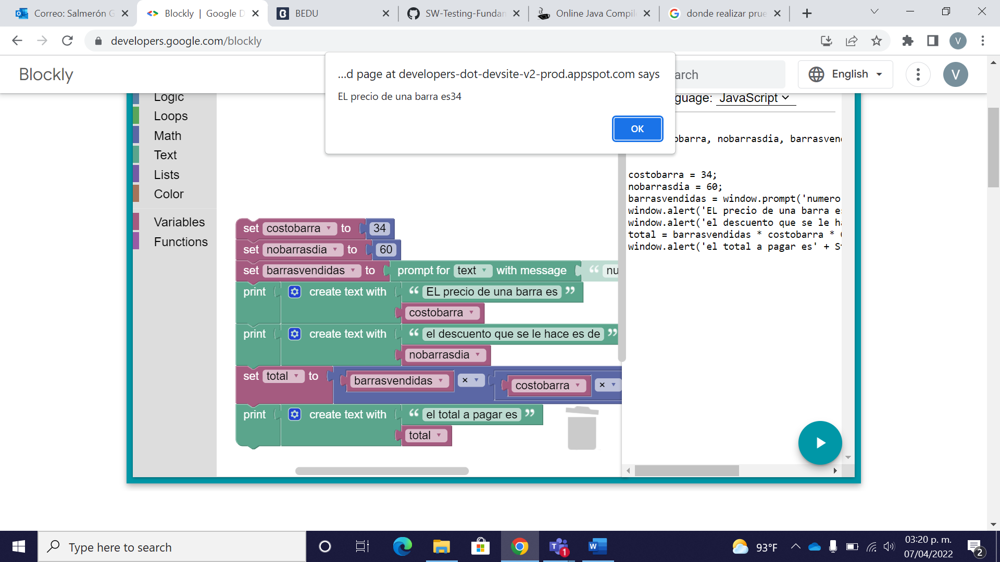 Correo: Salmerón G
Blockly | Google D
BEDU
SW-Testing-Fundan
Online Java Compile
donde realizar prue
developers.google.com/blockly
V
Blockly
arch
English
V
...d page at developers-dot-devsite-v2-prod.appspot.com says
EL precio de una barra es34
OK
guage: JavaScript
Logic
Loops
Math
Text
Lists
Color
Variables
Functions
set costobarra to 34
set nobarrasdia to 60
set barrasvendidas to prompt for text with message “ nu
print create text with “ EL precio de una barra es ”
costobarra
print create text with “ el descuento que se le hace es de ”
nobarrasdia
set total to barrasvendidas × costobarra ×
print create text with “ el total a pagar es ”
total
obarra, nobarrasdia, barrasven
costobarra = 34;
nobarrasdia = 60;
barrasvendidas = window.prompt('numero
window.alert('EL precio de una barra e
window.alert('el descuento que se le h
total = barrasvendidas * costobarra *
window.alert('el total a pagar es' + S
Type here to search
T
1
W
93°F
03:20 p. m.
07/04/2022
2